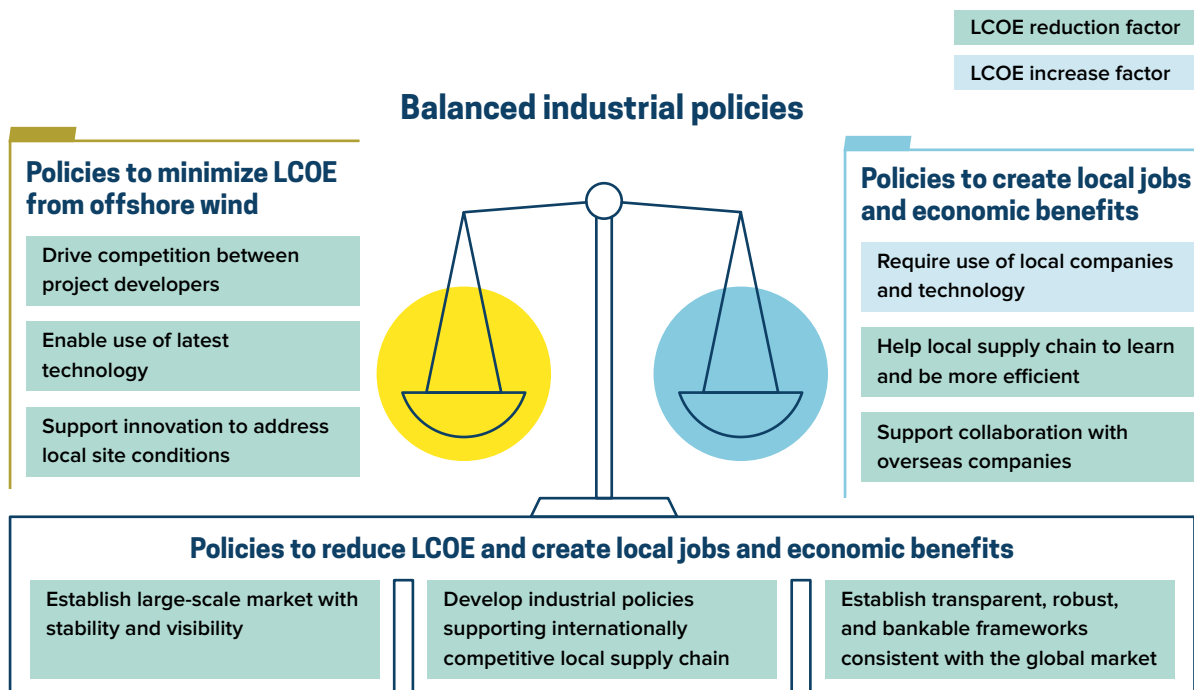 LCOE reduction factor
LCOE increase factor
Balanced industrial policies
Policies to minimize LCOE
from offshore wind
Drive competition between
project developers
Enable use of latest
technology
Support innovation to address
local site conditions
Policies to create local jobs
and economic benefits
Require use of local companies
and technology
Help local supply chain to learn
and be more efficient
Support collaboration with
overseas companies
Policies to reduce LCOE and create local jobs and economic benefits
Establish large-scale market with
stability and visibility
Develop industrial policies
supporting internationally
competitive local supply chain
Establish transparent, robust,
and bankable frameworks
consistent with the global market